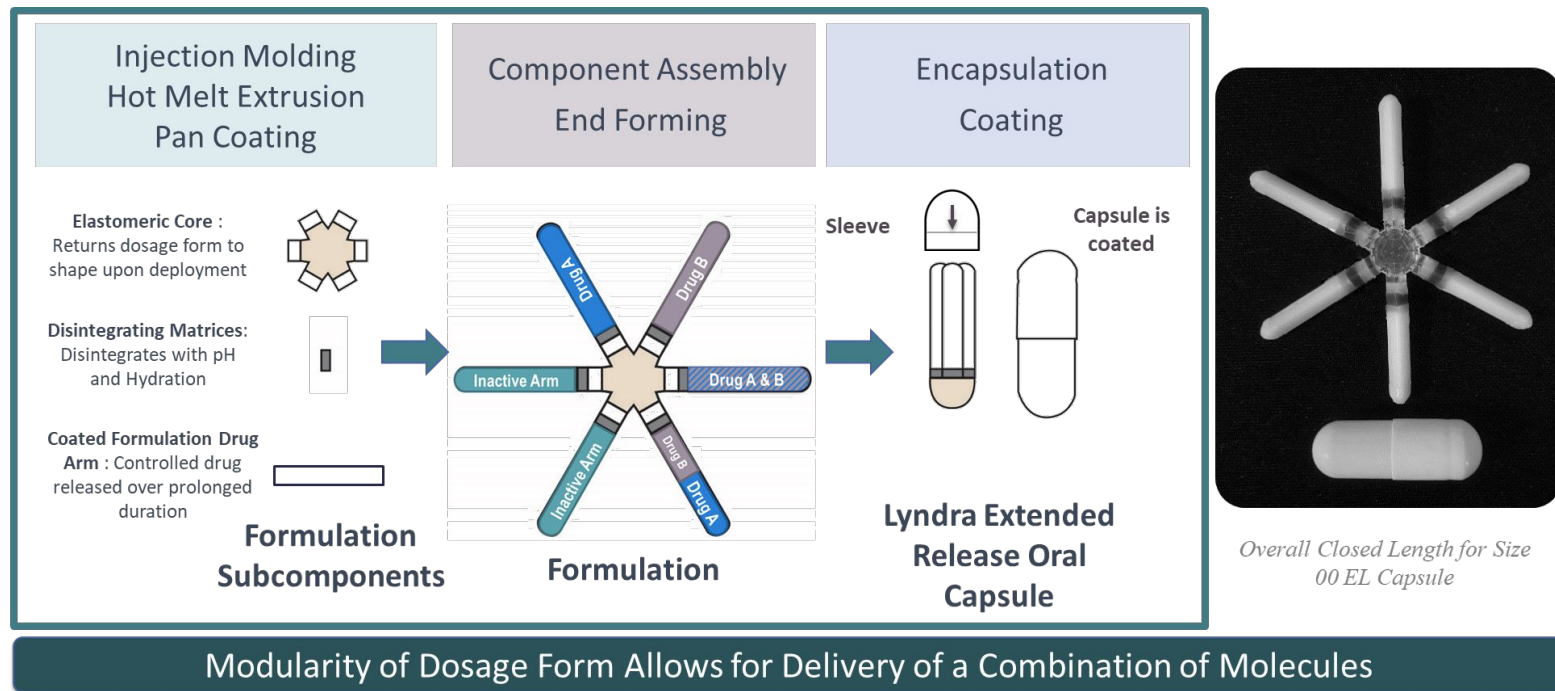 Injection Molding
Hot Melt Extrusion
Pan Coating
Component Assembly
End Forming
Encapsulation
Coating
Elastomeric Core :
Returns dosage form to
shape upon deployment
Disintegrating Matrices:
Disintegrates with pH
and Hydration
Coated Formulation Drug
Arm : Controlled drug
released over prolonged
duration
Formulation
Subcomponents
Drug A
Drug B
Inactive Arm
Drug A & B
Inactive Arm
Drug B
Drug A
Formulation
Sleeve
Capsule is
coated
Lyndra Extended
Release Oral
Capsule
Overall Closed Length for Size
00 EL Capsule
Modularity of Dosage Form Allows for Delivery of a Combination of Molecules